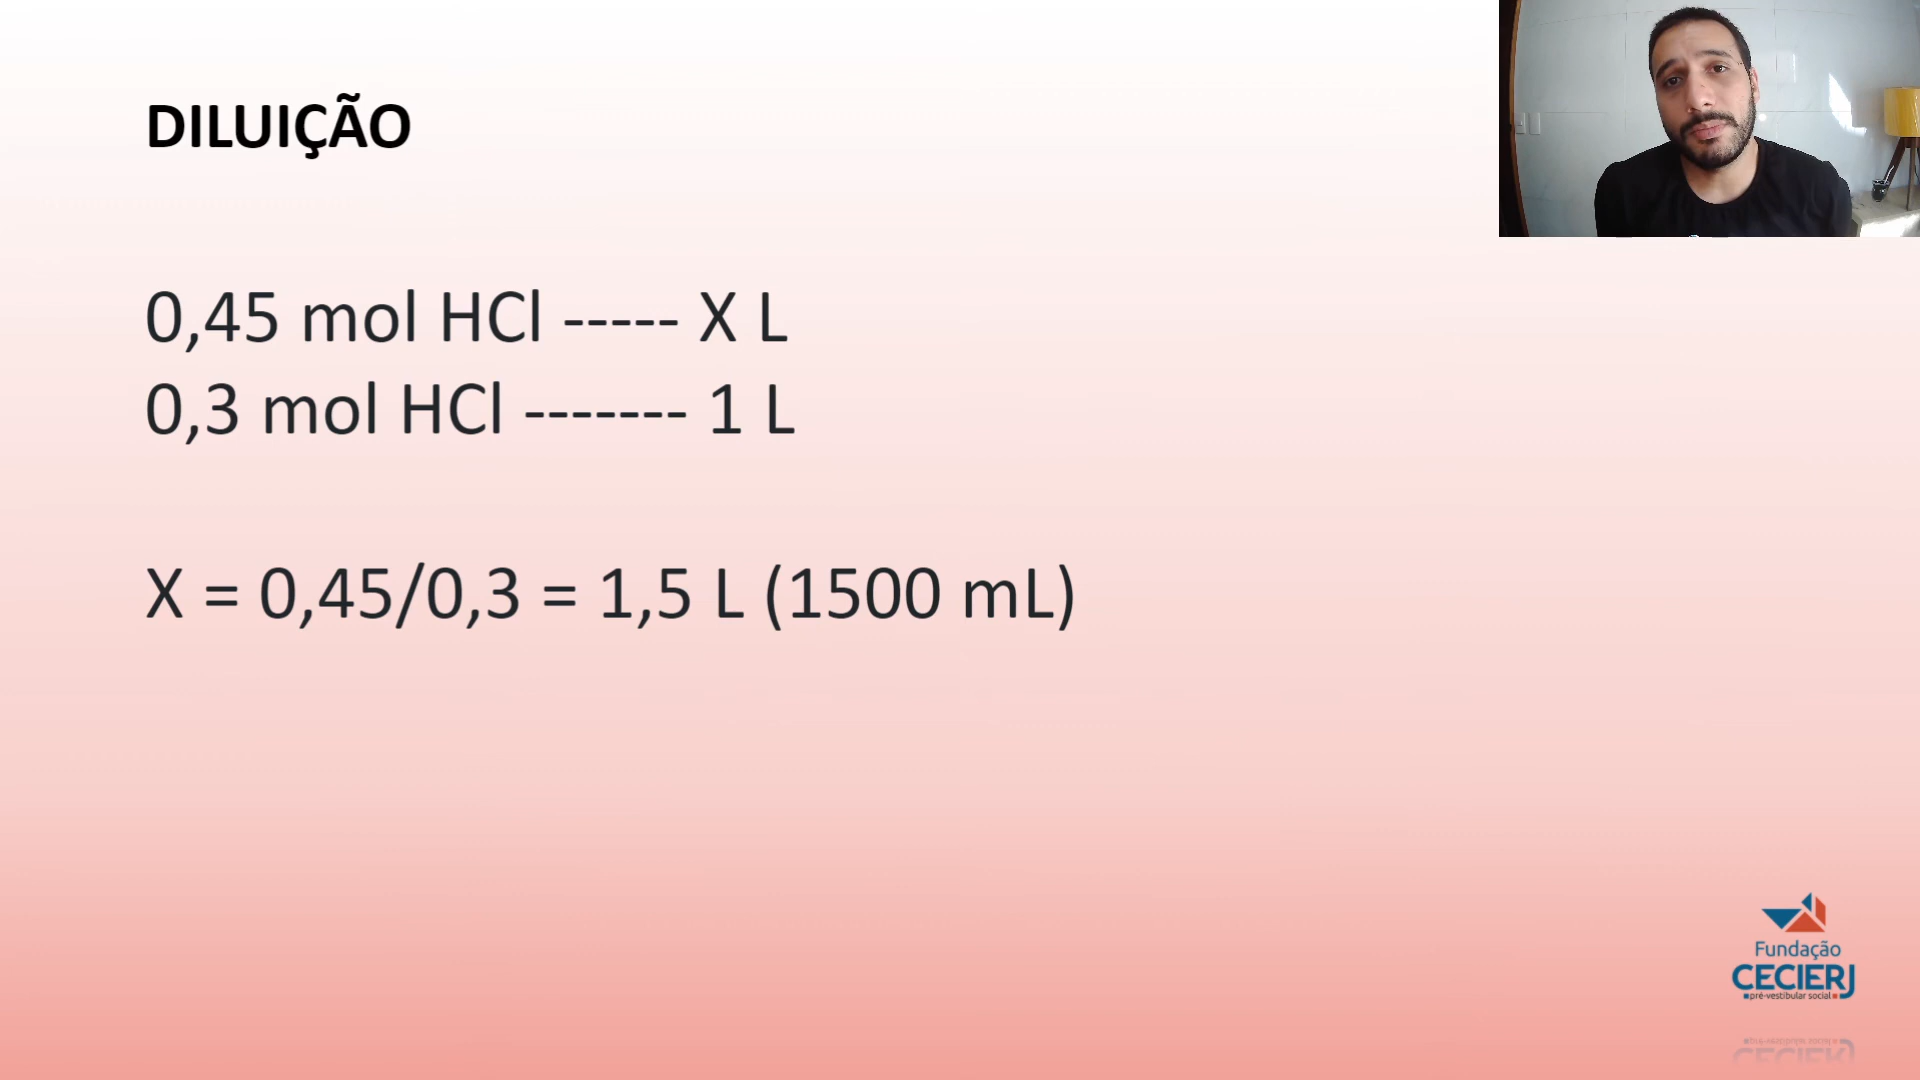 DILUIÇÃO
0,45 mol HCl ----- X L
0,3 mol HCl ------- 1 L
X = 0,45/0,3 = 1,5 L (1500 mL)
Fundação
CECIERJ
pré-vestibular social